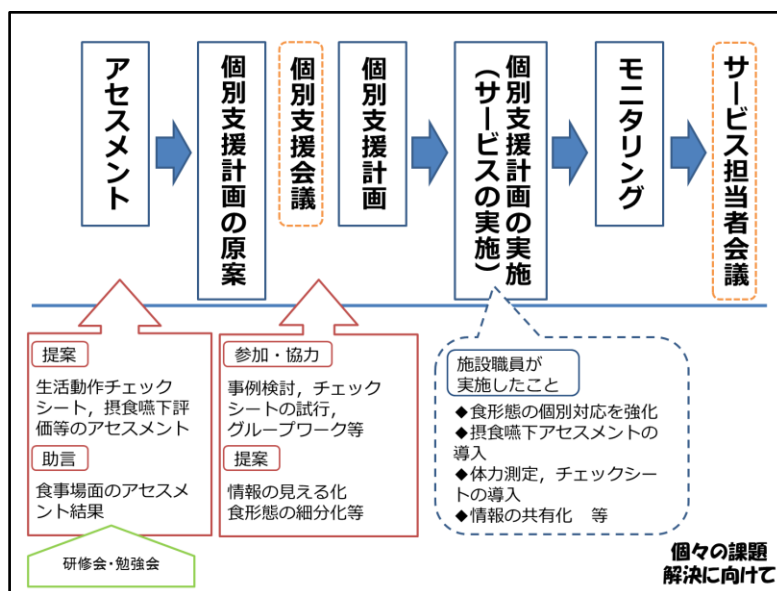 アセスメント
個別支援計画の原案
個別支援会議
個別支援計画
個別支援計画の実施
（サービスの実施）
モニタリング
サービス担当者会議
提案
生活動作チェック
シート，摂食嚥下評
価等のアセスメント
助言
食事場面のアセスメ
ント結果
研修会・勉強会
参加・協力
事例検討，チェック
シートの試行，
グループワーク等
提案
情報の見える化
食形態の細分化等
施設職員が
実施したこと
◆食形態の個別対応を強化
◆摂食嚥下アセスメントの
導入
◆体力測定，チェックシー
トの導入
◆情報の共有化　等
個々の課題
解決に向けて